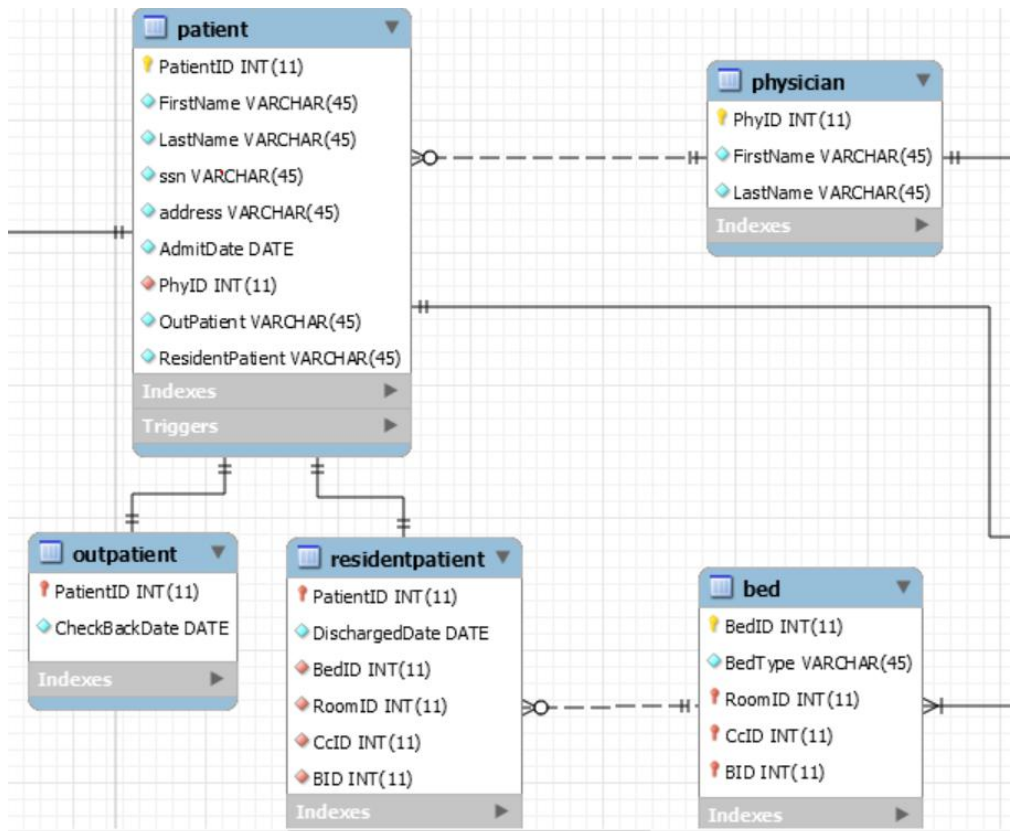 patient
PatientID INT(11)
FirstName VARCHAR(45)
LastName VARCHAR(45)
ssn VARCHAR(45)
address VARCHAR(45)
AdmitDate DATE
PhyID INT(11)
OutPatient VARCHAR(45)
ResidentPatient VARCHAR(45)
Indexes
Triggers
physician
PhyID INT(11)
FirstName VARCHAR(45)
LastName VARCHAR(45)
Indexes
outpatient
PatientID INT(11)
CheckBackDate DATE
Indexes
residentpatient
PatientID INT(11)
DischargedDate DATE
BedID INT(11)
RoomID INT(11)
CcID INT(11)
BID INT(11)
Indexes
bed
BedID INT(11)
BedType VARCHAR(45)
RoomID INT(11)
CcID INT(11)
BID INT(11)
Indexes